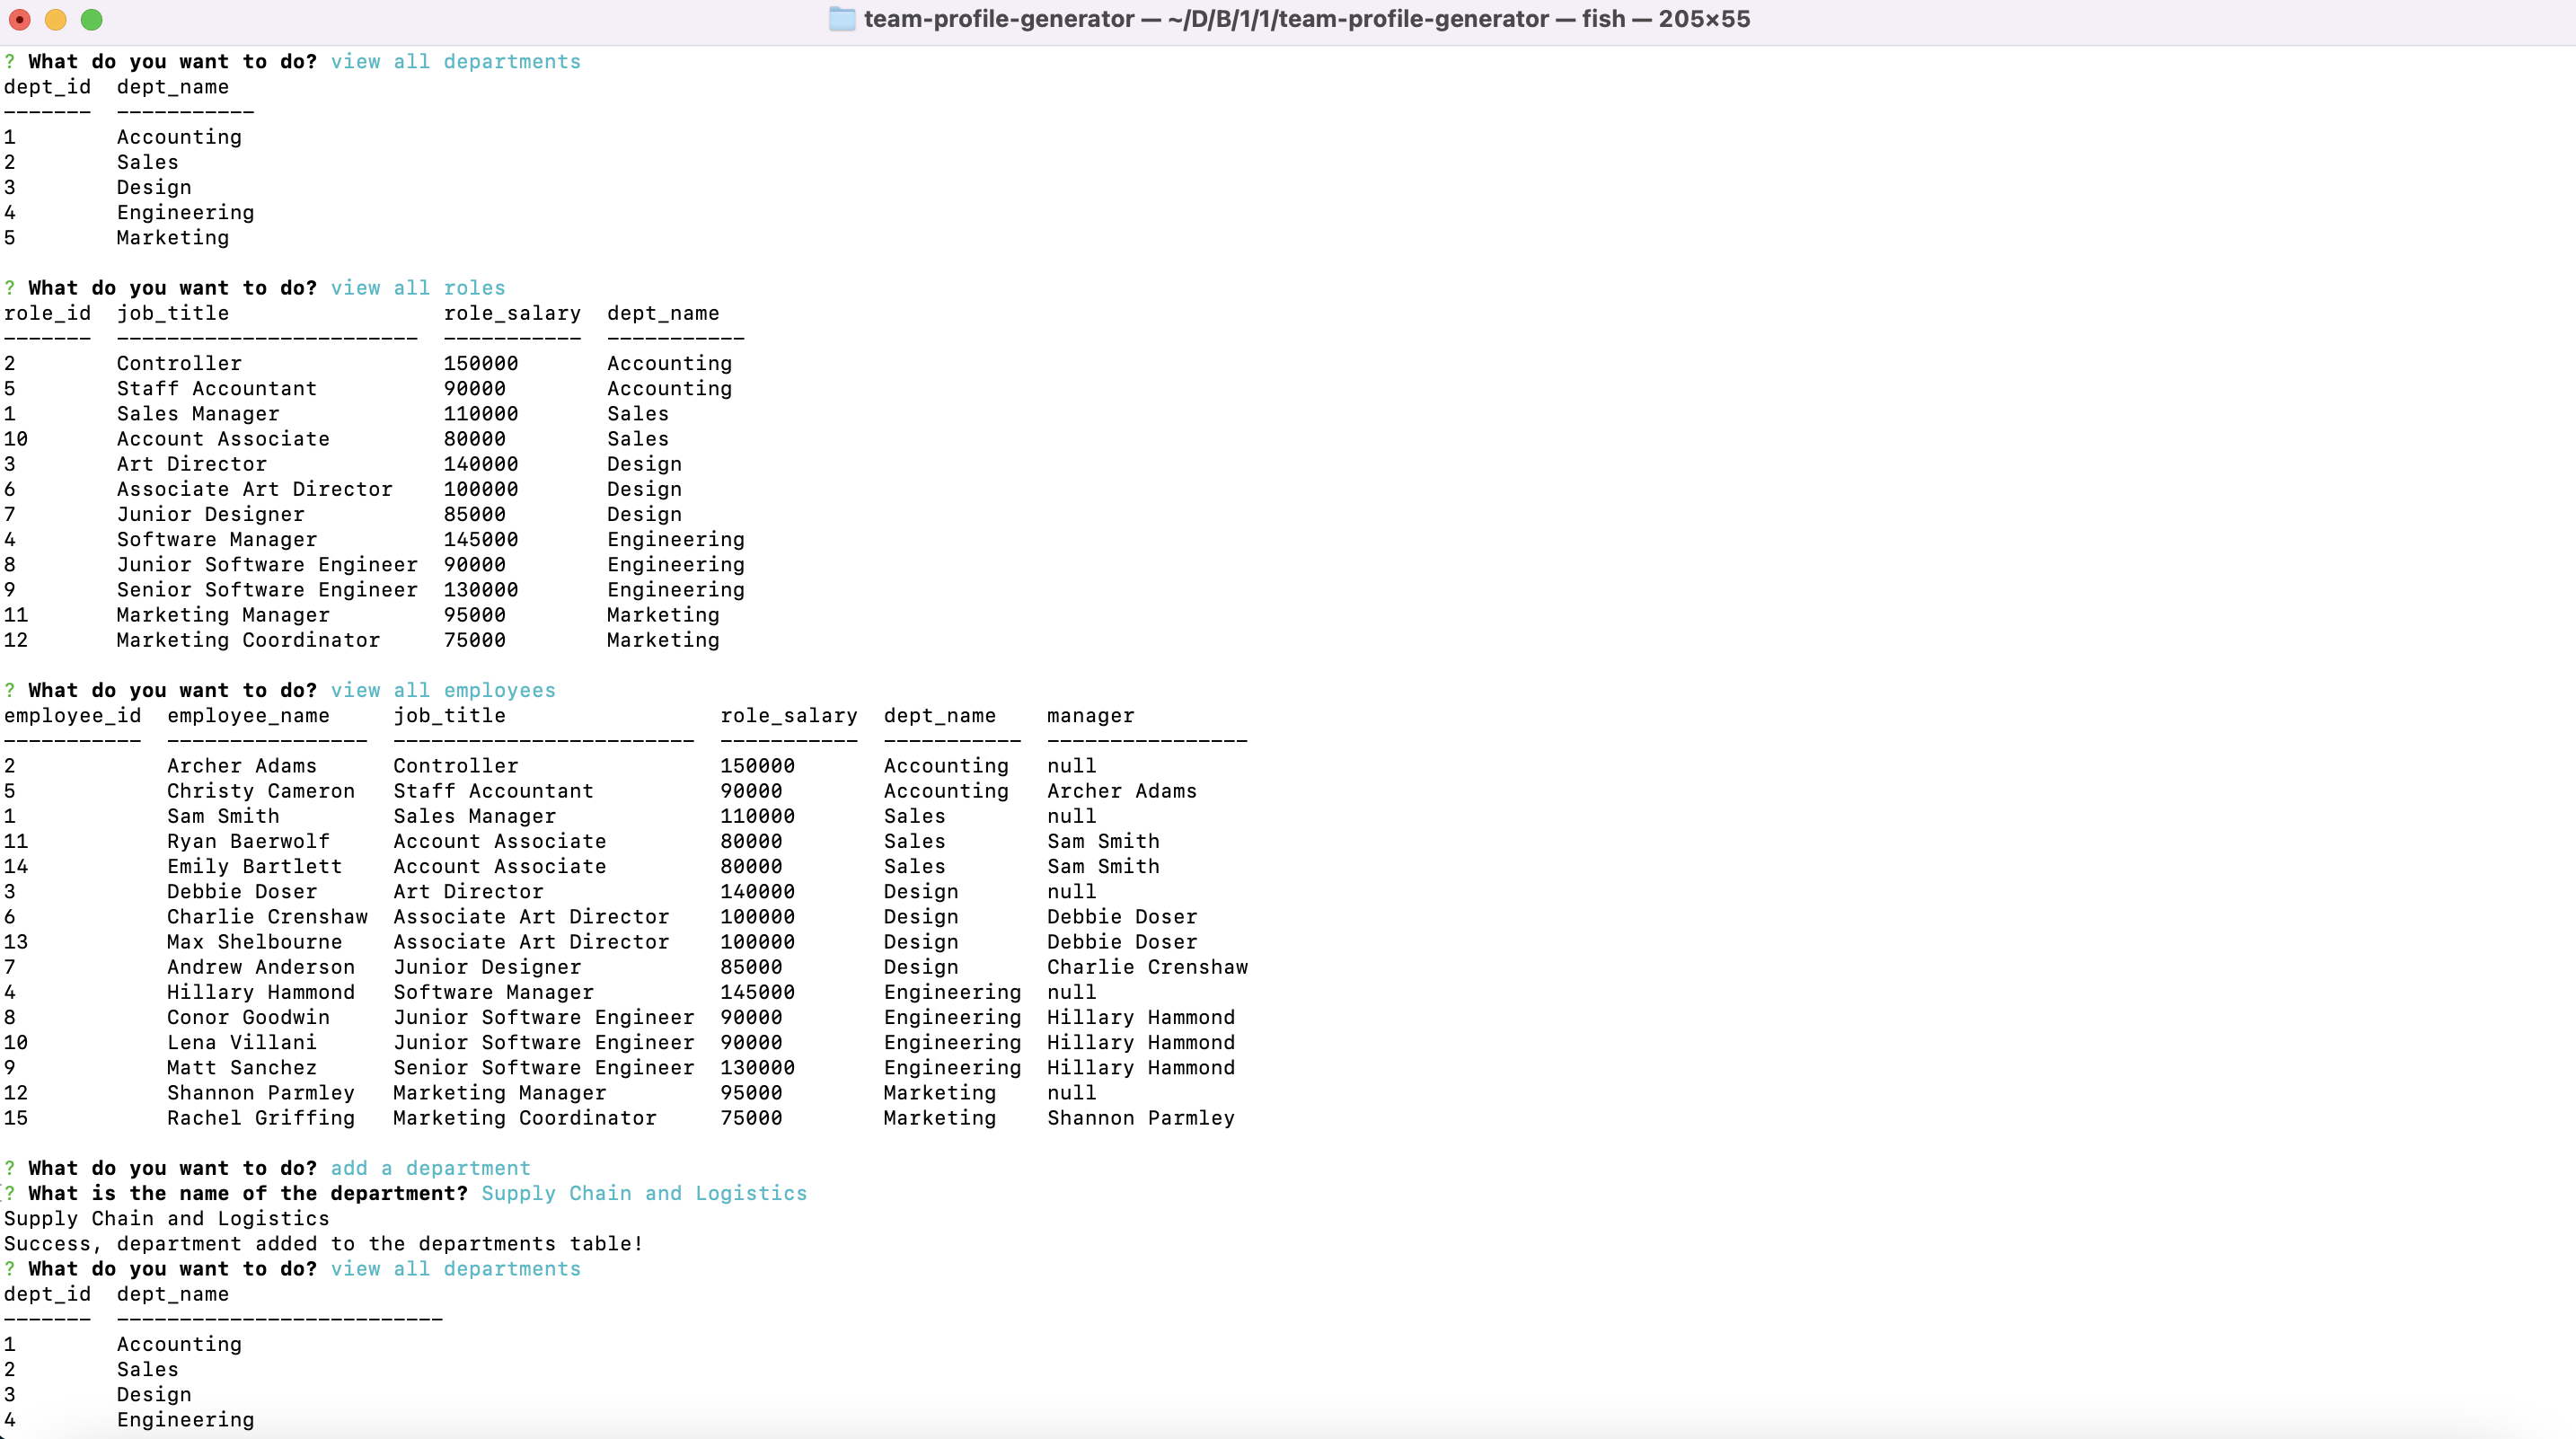 team-profile-generator — ~/D/B/1/1/team-profile-generator — fish — 205×55
? What do you want to do? view all departments
dept_id  dept_name
-------  -----------
1        Accounting
2        Sales
3        Design
4        Engineering
5        Marketing
? What do you want to do? view all roles
role_id  job_title                 role_salary  dept_name
-------  ------------------------  -----------  -----------
2        Controller                150000       Accounting
5        Staff Accountant          90000        Accounting
1        Sales Manager             110000       Sales
10       Account Associate         80000        Sales
3        Art Director              140000       Design
6        Associate Art Director    100000       Design
7        Junior Designer           85000        Design
4        Software Manager          145000       Engineering
8        Junior Software Engineer  90000        Engineering
9        Senior Software Engineer  130000       Engineering
11       Marketing Manager         95000        Marketing
12       Marketing Coordinator     75000        Marketing
? What do you want to do? view all employees
employee_id  employee_name     job_title                 role_salary  dept_name    manager
-----------  ----------------  ------------------------  -----------  -----------  ----------------
2            Archer Adams      Controller                150000       Accounting   null
5            Christy Cameron   Staff Accountant          90000        Accounting   Archer Adams
1            Sam Smith         Sales Manager             110000       Sales        null
11           Ryan Baerwolf     Account Associate         80000        Sales        Sam Smith
14           Emily Bartlett    Account Associate         80000        Sales        Sam Smith
3            Debbie Doser      Art Director              140000       Design       null
6            Charlie Crenshaw  Associate Art Director    100000       Design       Debbie Doser
13           Max Shelbourne    Associate Art Director    100000       Design       Debbie Doser
7            Andrew Anderson   Junior Designer           85000        Design       Charlie Crenshaw
4            Hillary Hammond   Software Manager          145000       Engineering  null
8            Conor Goodwin     Junior Software Engineer  90000        Engineering  Hillary Hammond
10           Lena Villani      Junior Software Engineer  90000        Engineering  Hillary Hammond
9            Matt Sanchez      Senior Software Engineer  130000       Engineering  Hillary Hammond
12           Shannon Parmley   Marketing Manager         95000        Marketing    null
15           Rachel Griffing   Marketing Coordinator     75000        Marketing    Shannon Parmley
? What do you want to do? add a department
? What is the name of the department? Supply Chain and Logistics
Supply Chain and Logistics
Success, department added to the departments table!
? What do you want to do? view all departments
dept_id  dept_name
-------  --------------------------
1        Accounting
2        Sales
3        Design
4        Engineering